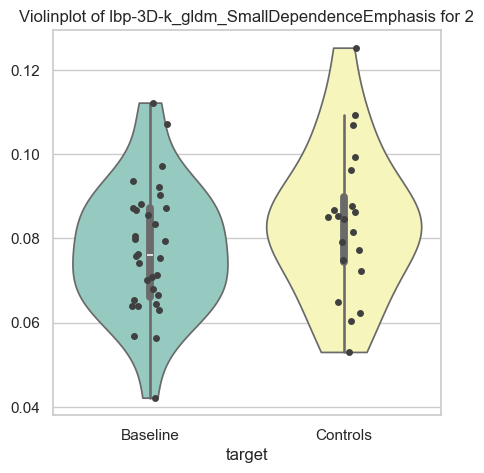 Violinplot of lbp-3D-k_gldm_SmallDependenceEmphasis for 2
0.12
0.10
0.08
0.06
0.04
Baseline Controls
target